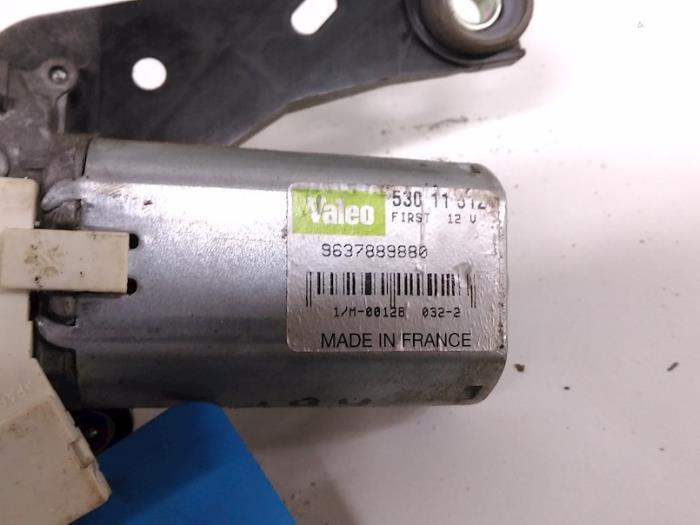 Valeo 530 11 512
FIRST 12 V
9637889880
1/M-00128 032-2
MADE IN FRANCE